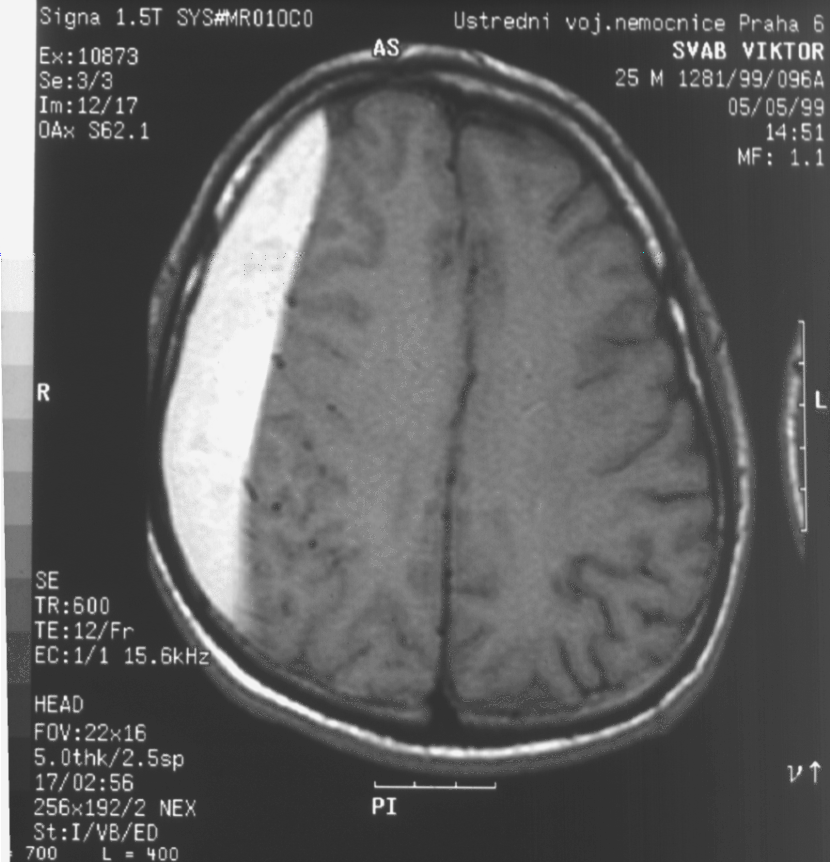 Signa 1.5T SYS#MR01OC0
Ex:10873
Se:3/3
Im:12/17
OAx S62.1
AS
Ustredni voj.nemocnice Praha 6
SVAB VIKTOR
25 M 1281/99/096A
05/05/99
14:51
MF: 1.1
R
L
SE
TR:600
TE:12/Fr
EC:1/1 15.6kHz
HEAD
FOV:22x16
5.0thk/2.5sp
17/02:56
256x192/2 NEX
St:I/VB/ED
= 700 L = 400
PI